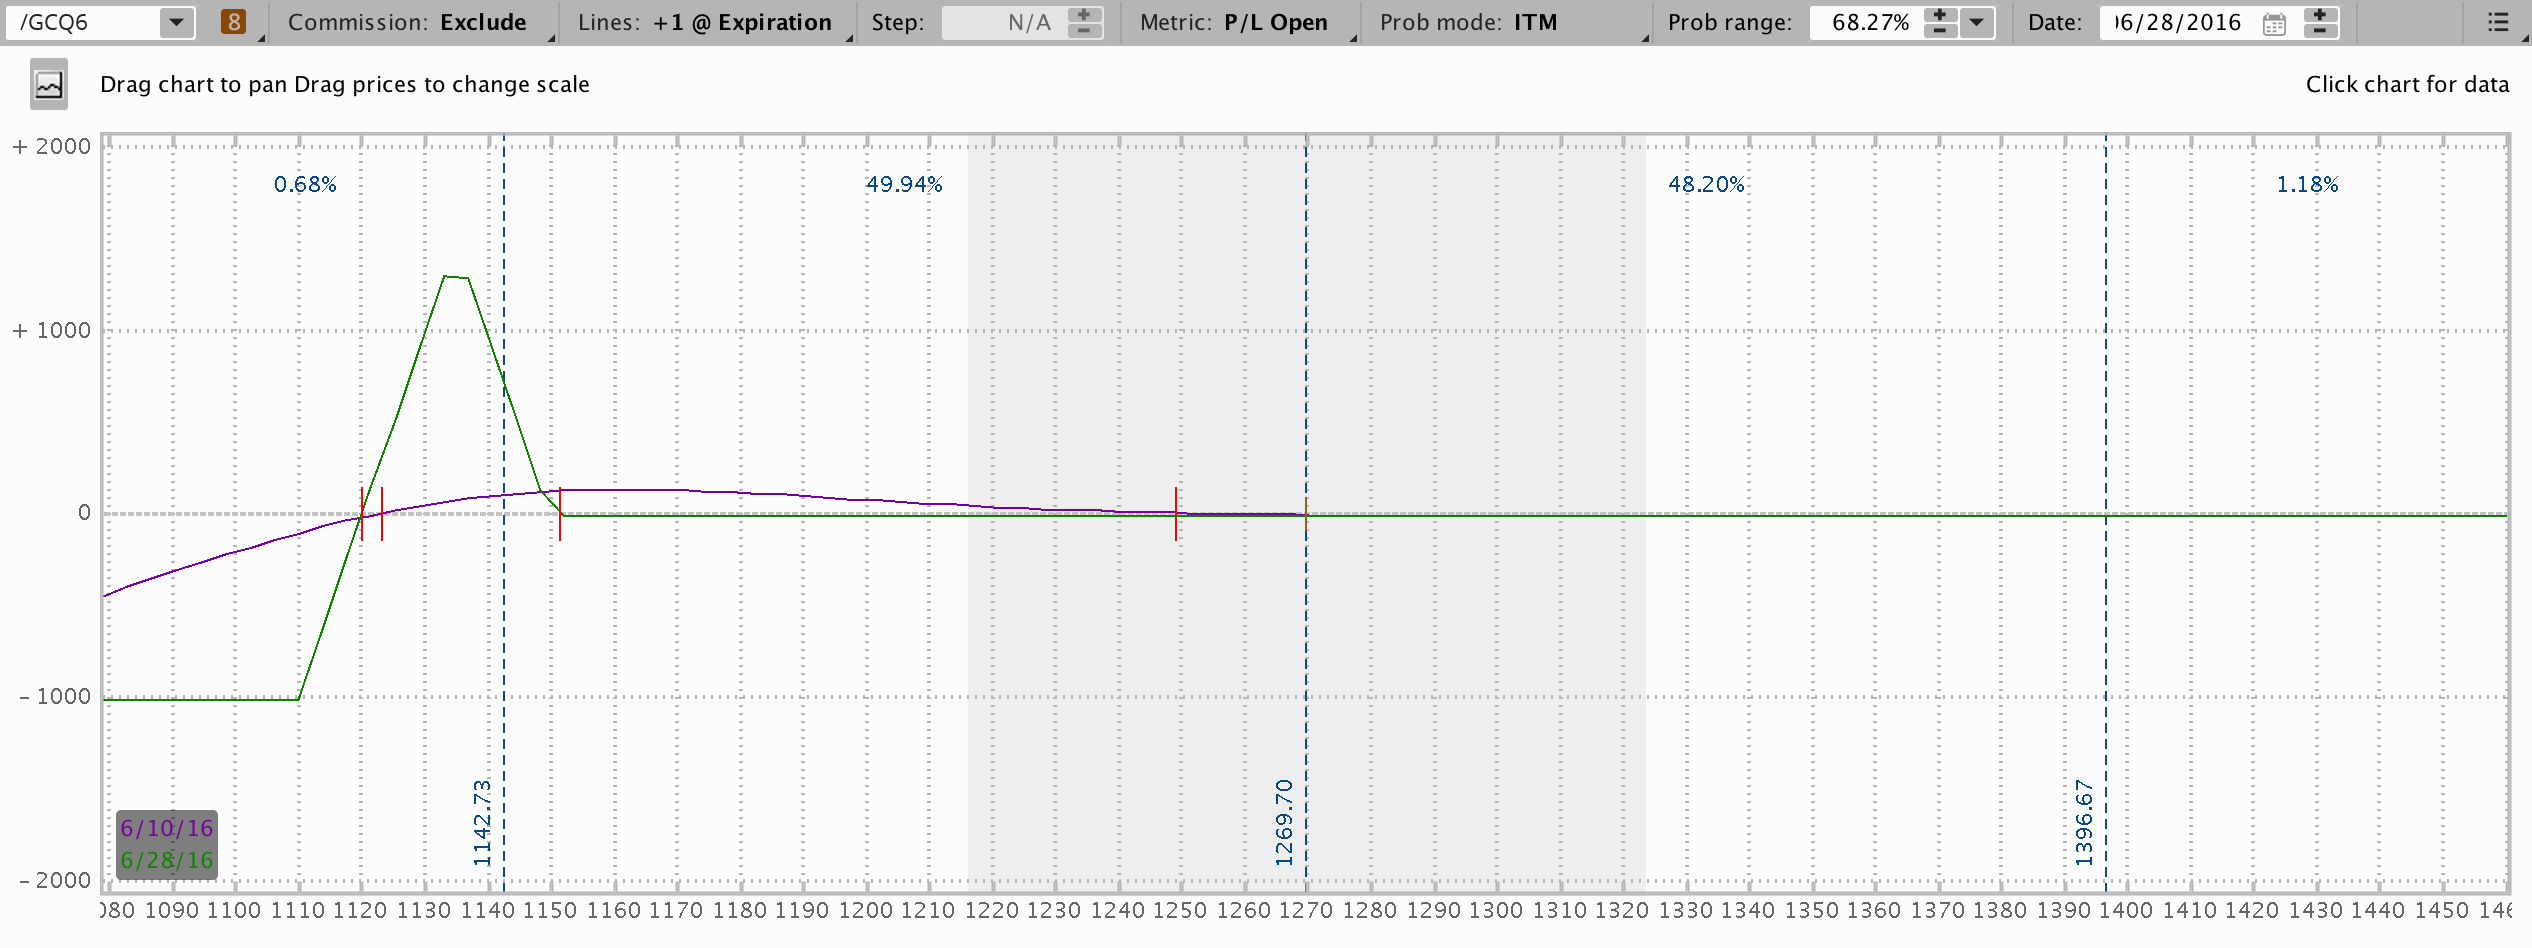 /GCQ6 8 Commission: Exclude Lines: +1 @ Expiration Step: N/A Metric: P/L Open Prob mode: ITM Prob range: 68.27% Date: 06/28/2016
Drag chart to pan Drag prices to change scale Click chart for data
+ 2000
0.68% 49.94% 48.20% 1.18%
+ 1000
0
- 1000
1142.73 1269.70 1396.67
6/10/16
6/28/16
- 2000
080 1090 1100 1110 1120 1130 1140 1150 1160 1170 1180 1190 1200 1210 1220 1230 1240 1250 1260 1270 1280 1290 1300 1310 1320 1330 1340 1350 1360 1370 1380 1390 1400 1410 1420 1430 1440 1450 146